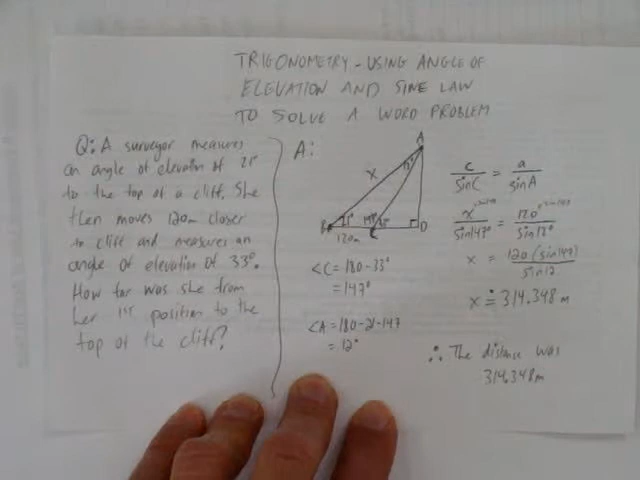 TRIGONOMETRY - USING ANGLE OF
ELEVATION AND SINE LAW
TO SOLVE A WORD PROBLEM
Q: A surveyor measures
an angle of elevation of 21°
to the top of a cliff. She
then moves 120m closer
to cliff and measures an
angle of elevation of 33°.
How far was she from
her 1st position to the
top of the cliff?
A:
A
x
12°
B
21°
147°
C
D
120m
∠C = 180-33°
= 147°
∠A = 180-21-147
= 12°
c/sinC = a/sinA
x/sin147° = 120/sin12°
x = 120(sin147)/sin12
x ≐ 314.348 m
∴ The distance was
314.348m